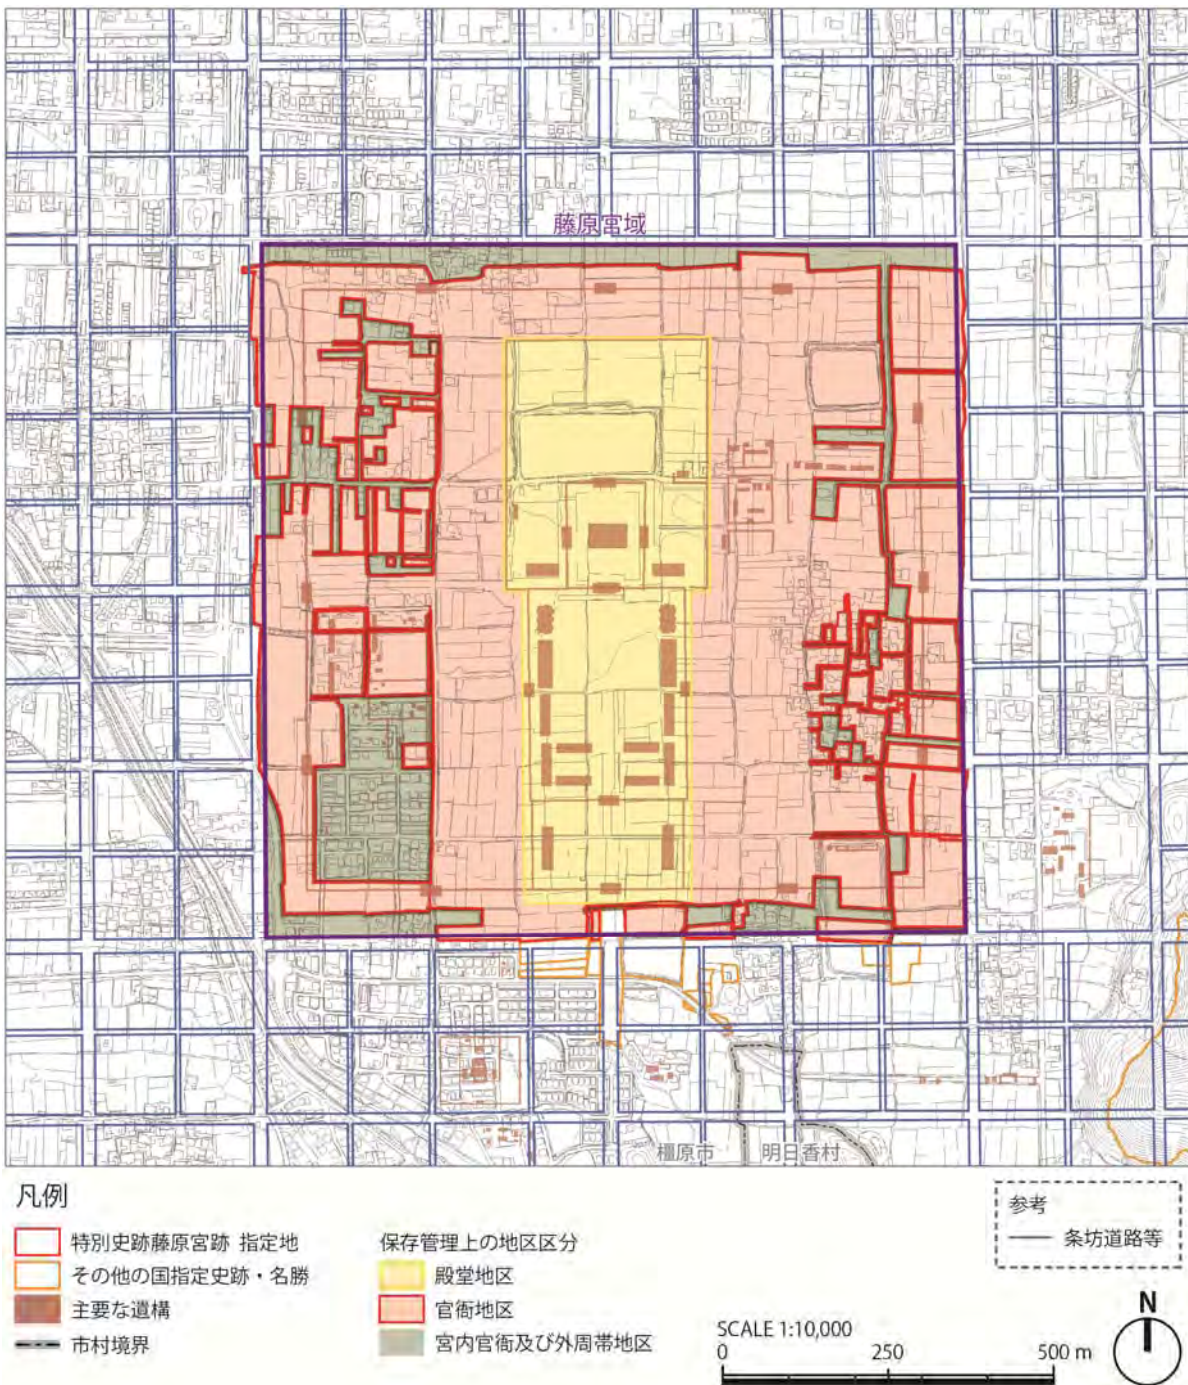 藤原宮域
橿原市
明日香村
凡例
特別史跡藤原宮跡 指定地
その他の国指定史跡・名勝
主要な遺構
市村境界
保存管理上の地区区分
殿堂地区
官衙地区
宮内官衙及び外周帯地区
参考
条坊道路等
SCALE 1:10,000
0 250 500 m
N